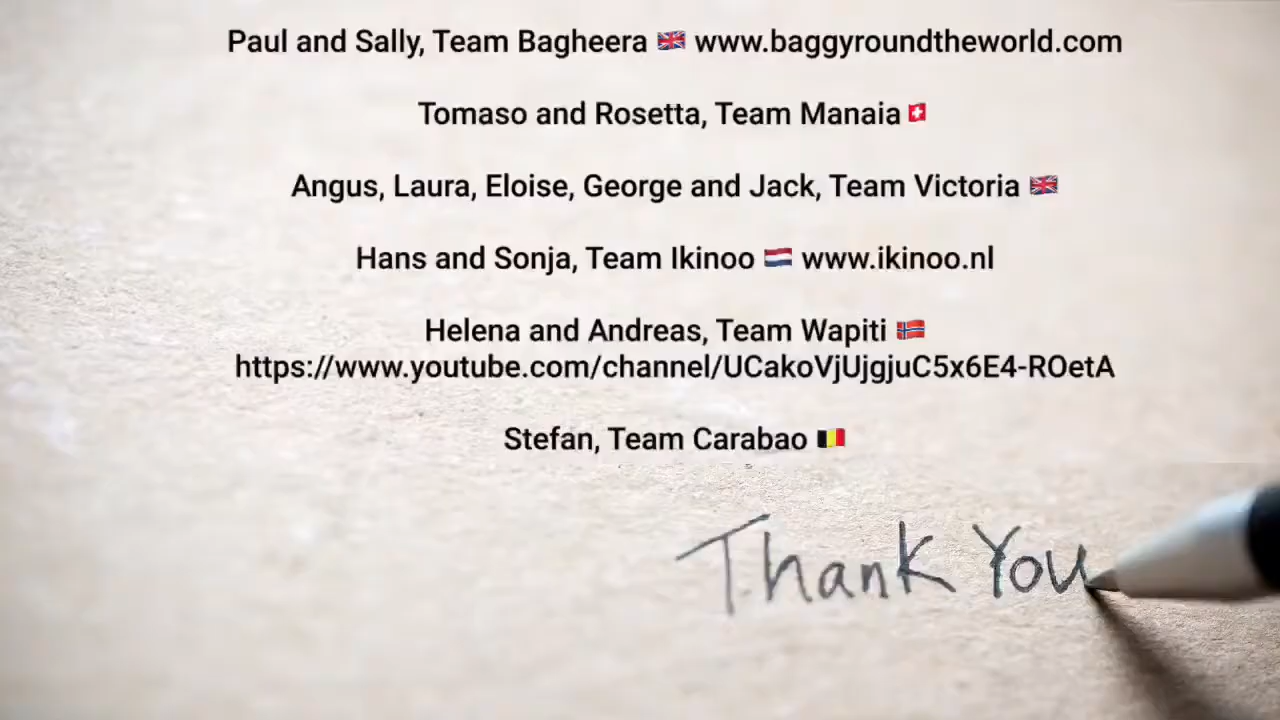 Paul and Sally, Team Bagheera 🇬🇧 www.baggyroundtheworld.com
Tomaso and Rosetta, Team Manaia 🇨🇭
Angus, Laura, Eloise, George and Jack, Team Victoria 🇬🇧
Hans and Sonja, Team Ikinoo 🇳🇱 www.ikinoo.nl
Helena and Andreas, Team Wapiti 🇳🇴
https://www.youtube.com/channel/UCakoVjUjgjuC5x6E4-ROetA
Stefan, Team Carabao 🇧🇪
Thank You